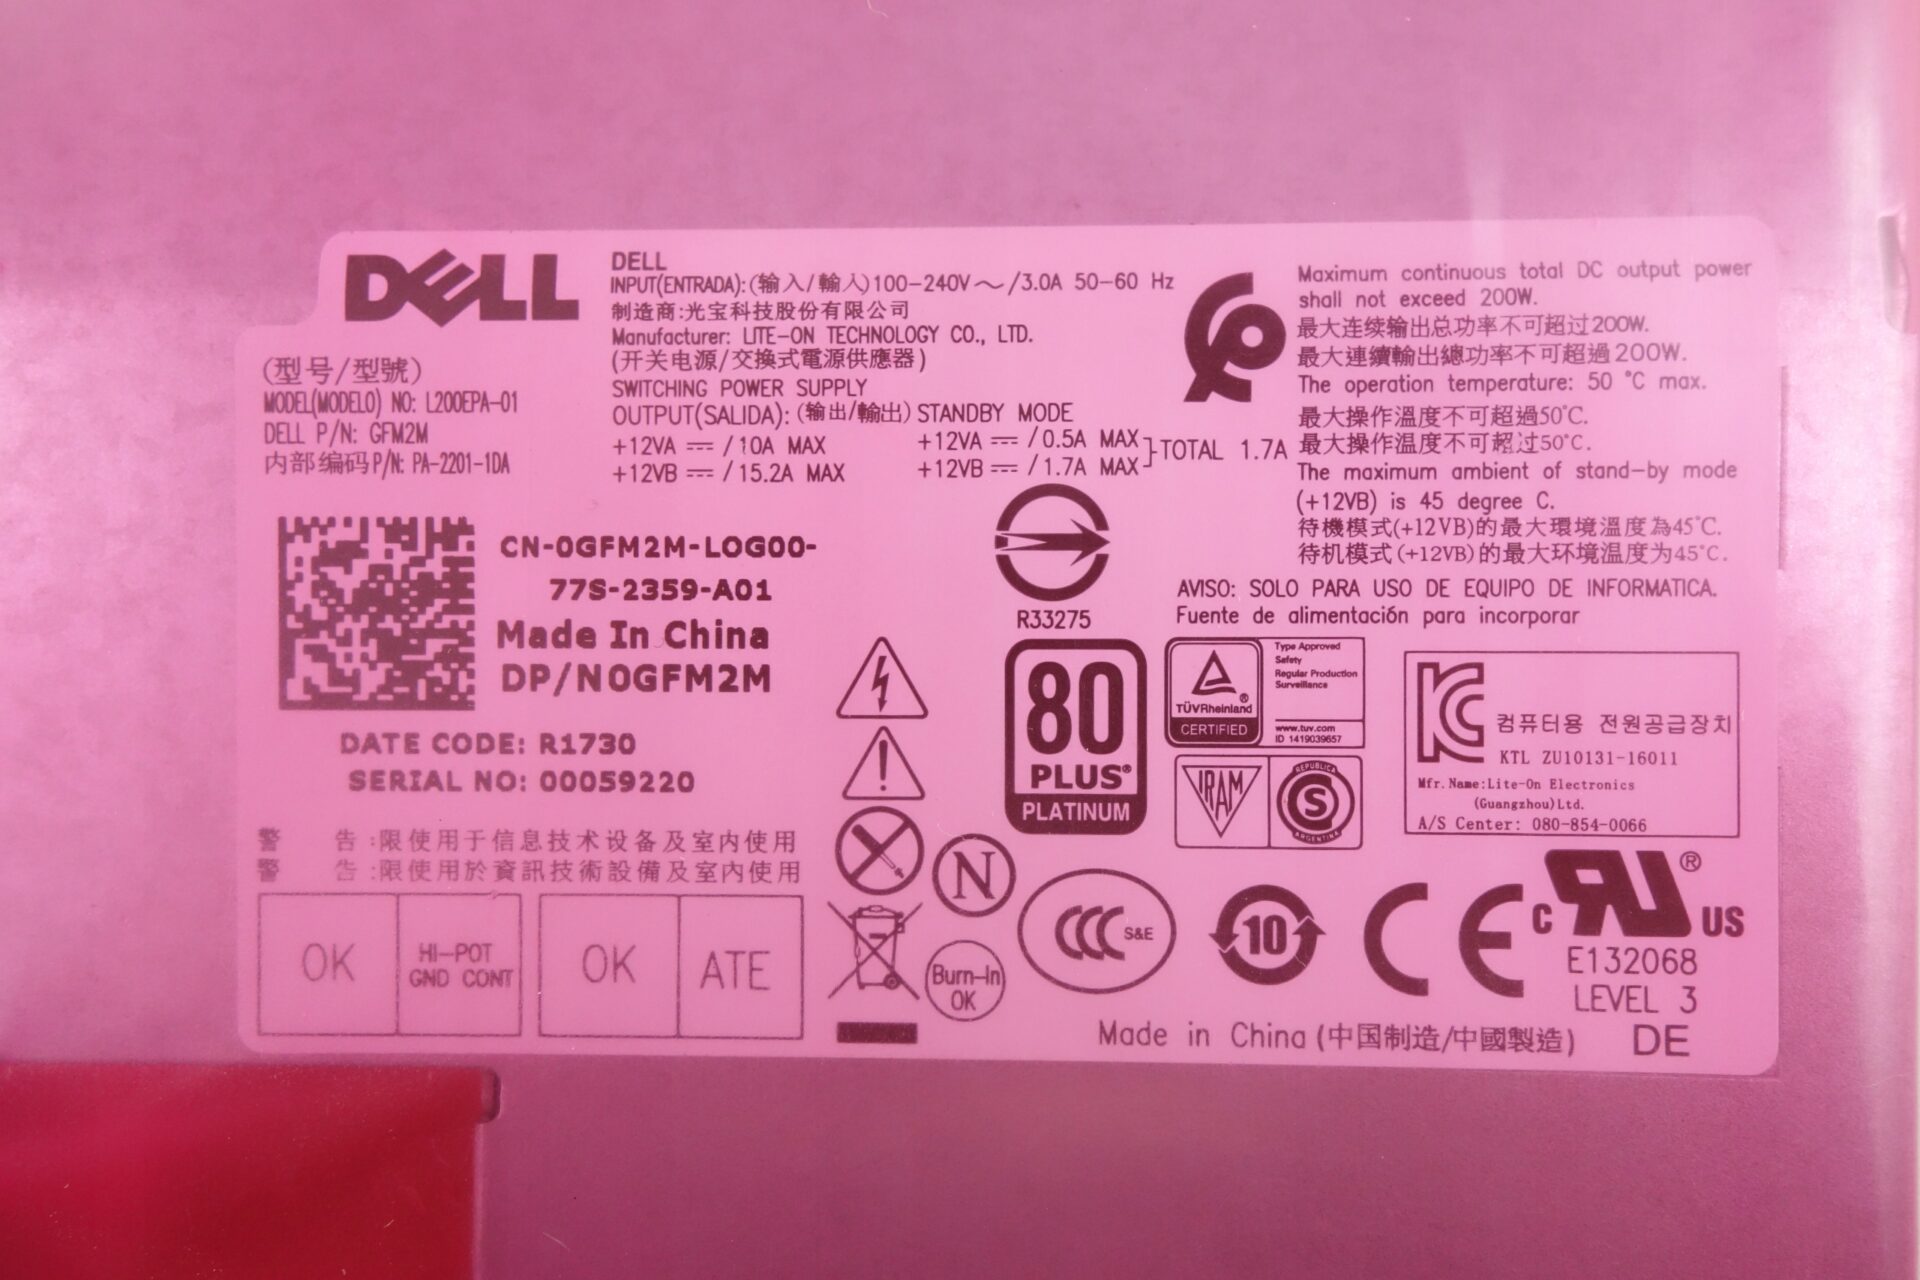 DELL
(型号/型號)
MODEL(MODELO) NO: L200EPA-01
DELL P/N: GFM2M
内部编码P/N: PA-2201-1DA
DELL
INPUT(ENTRADA):(输入/輸入)100-240V～/3.0A 50-60 Hz
制造商:光宝科技股份有限公司
Manufacturer: LITE-ON TECHNOLOGY CO., LTD.
(开关电源/交換式電源供應器)
SWITCHING POWER SUPPLY
OUTPUT(SALIDA):(输出/輸出) STANDBY MODE
+12VA ⎓ /10A MAX +12VA ⎓ /0.5A MAX
+12VB ⎓ /15.2A MAX +12VB ⎓ /1.7A MAX
}TOTAL 1.7A
Maximum continuous total DC output power
shall not exceed 200W.
最大连续输出总功率不可超过200W.
最大連續輸出總功率不可超過200W.
The operation temperature: 50 °C max.
最大操作溫度不可超過50°C.
最大操作温度不可超过50°C.
The maximum ambient of stand-by mode
(+12VB) is 45 degree C.
待機模式(+12VB)的最大環境溫度為45°C.
待机模式(+12VB)的最大环境温度为45°C.
AVISO: SOLO PARA USO DE EQUIPO DE INFORMATICA.
Fuente de alimentación para incorporar
CN-0GFM2M-LOG00-
77S-2359-A01
Made In China
DP/N0GFM2M
DATE CODE: R1730
SERIAL NO: 00059220
R33275
80
PLUS®
PLATINUM
TÜVRheinland®
CERTIFIED
Type Approved
Safety
Regular Production
Surveillance
www.tuv.com
ID 1419039657
IRAM
REPUBLICA
S
ARGENTINA
컴퓨터용 전원공급장치
KTL ZU10131-16011
Mfr. Name:Lite-On Electronics
(Guangzhou)Ltd.
A/S Center: 080-854-0066
警 告 :限使用于信息技术设备及室内使用
警 告 :限使用於資訊技術設備及室內使用
OK
HI-POT
GND CONT
OK
ATE
N
Burn-In
OK
CCC S&E
10
CE
C UR ® US
E132068
LEVEL 3
Made in China (中国制造/中國製造)
DE